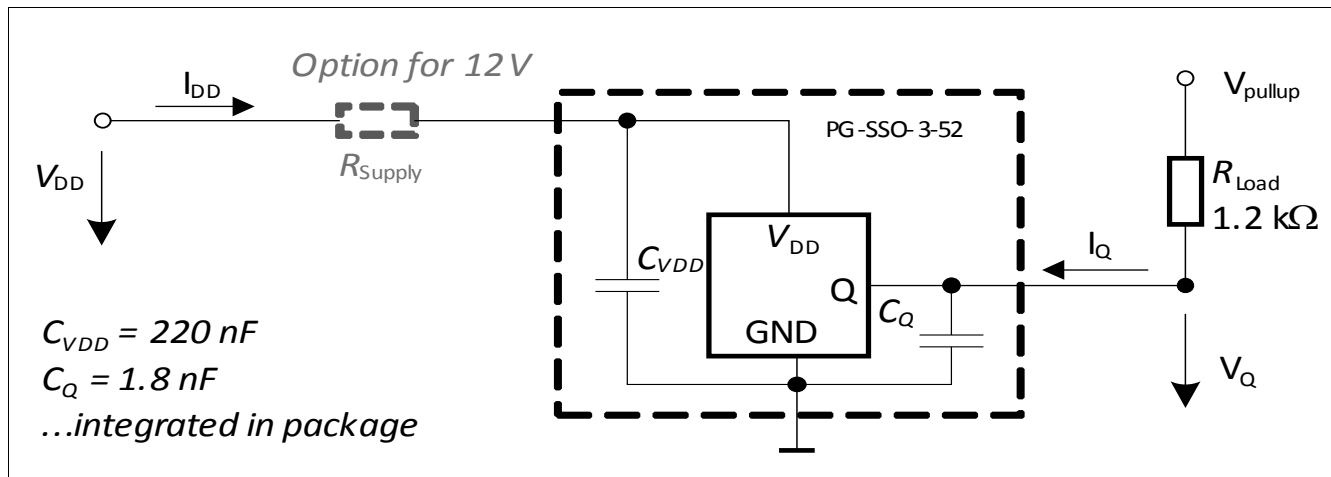 Option for 12V
I_DD
R_Supply
V_DD
PG-SSO-3-52
V_pullup
R_Load
1.2 kΩ
I_Q
V_DD
C_VDD
Q
C_Q
GND
V_Q
C_VDD = 220 nF
C_Q = 1.8 nF
...integrated in package